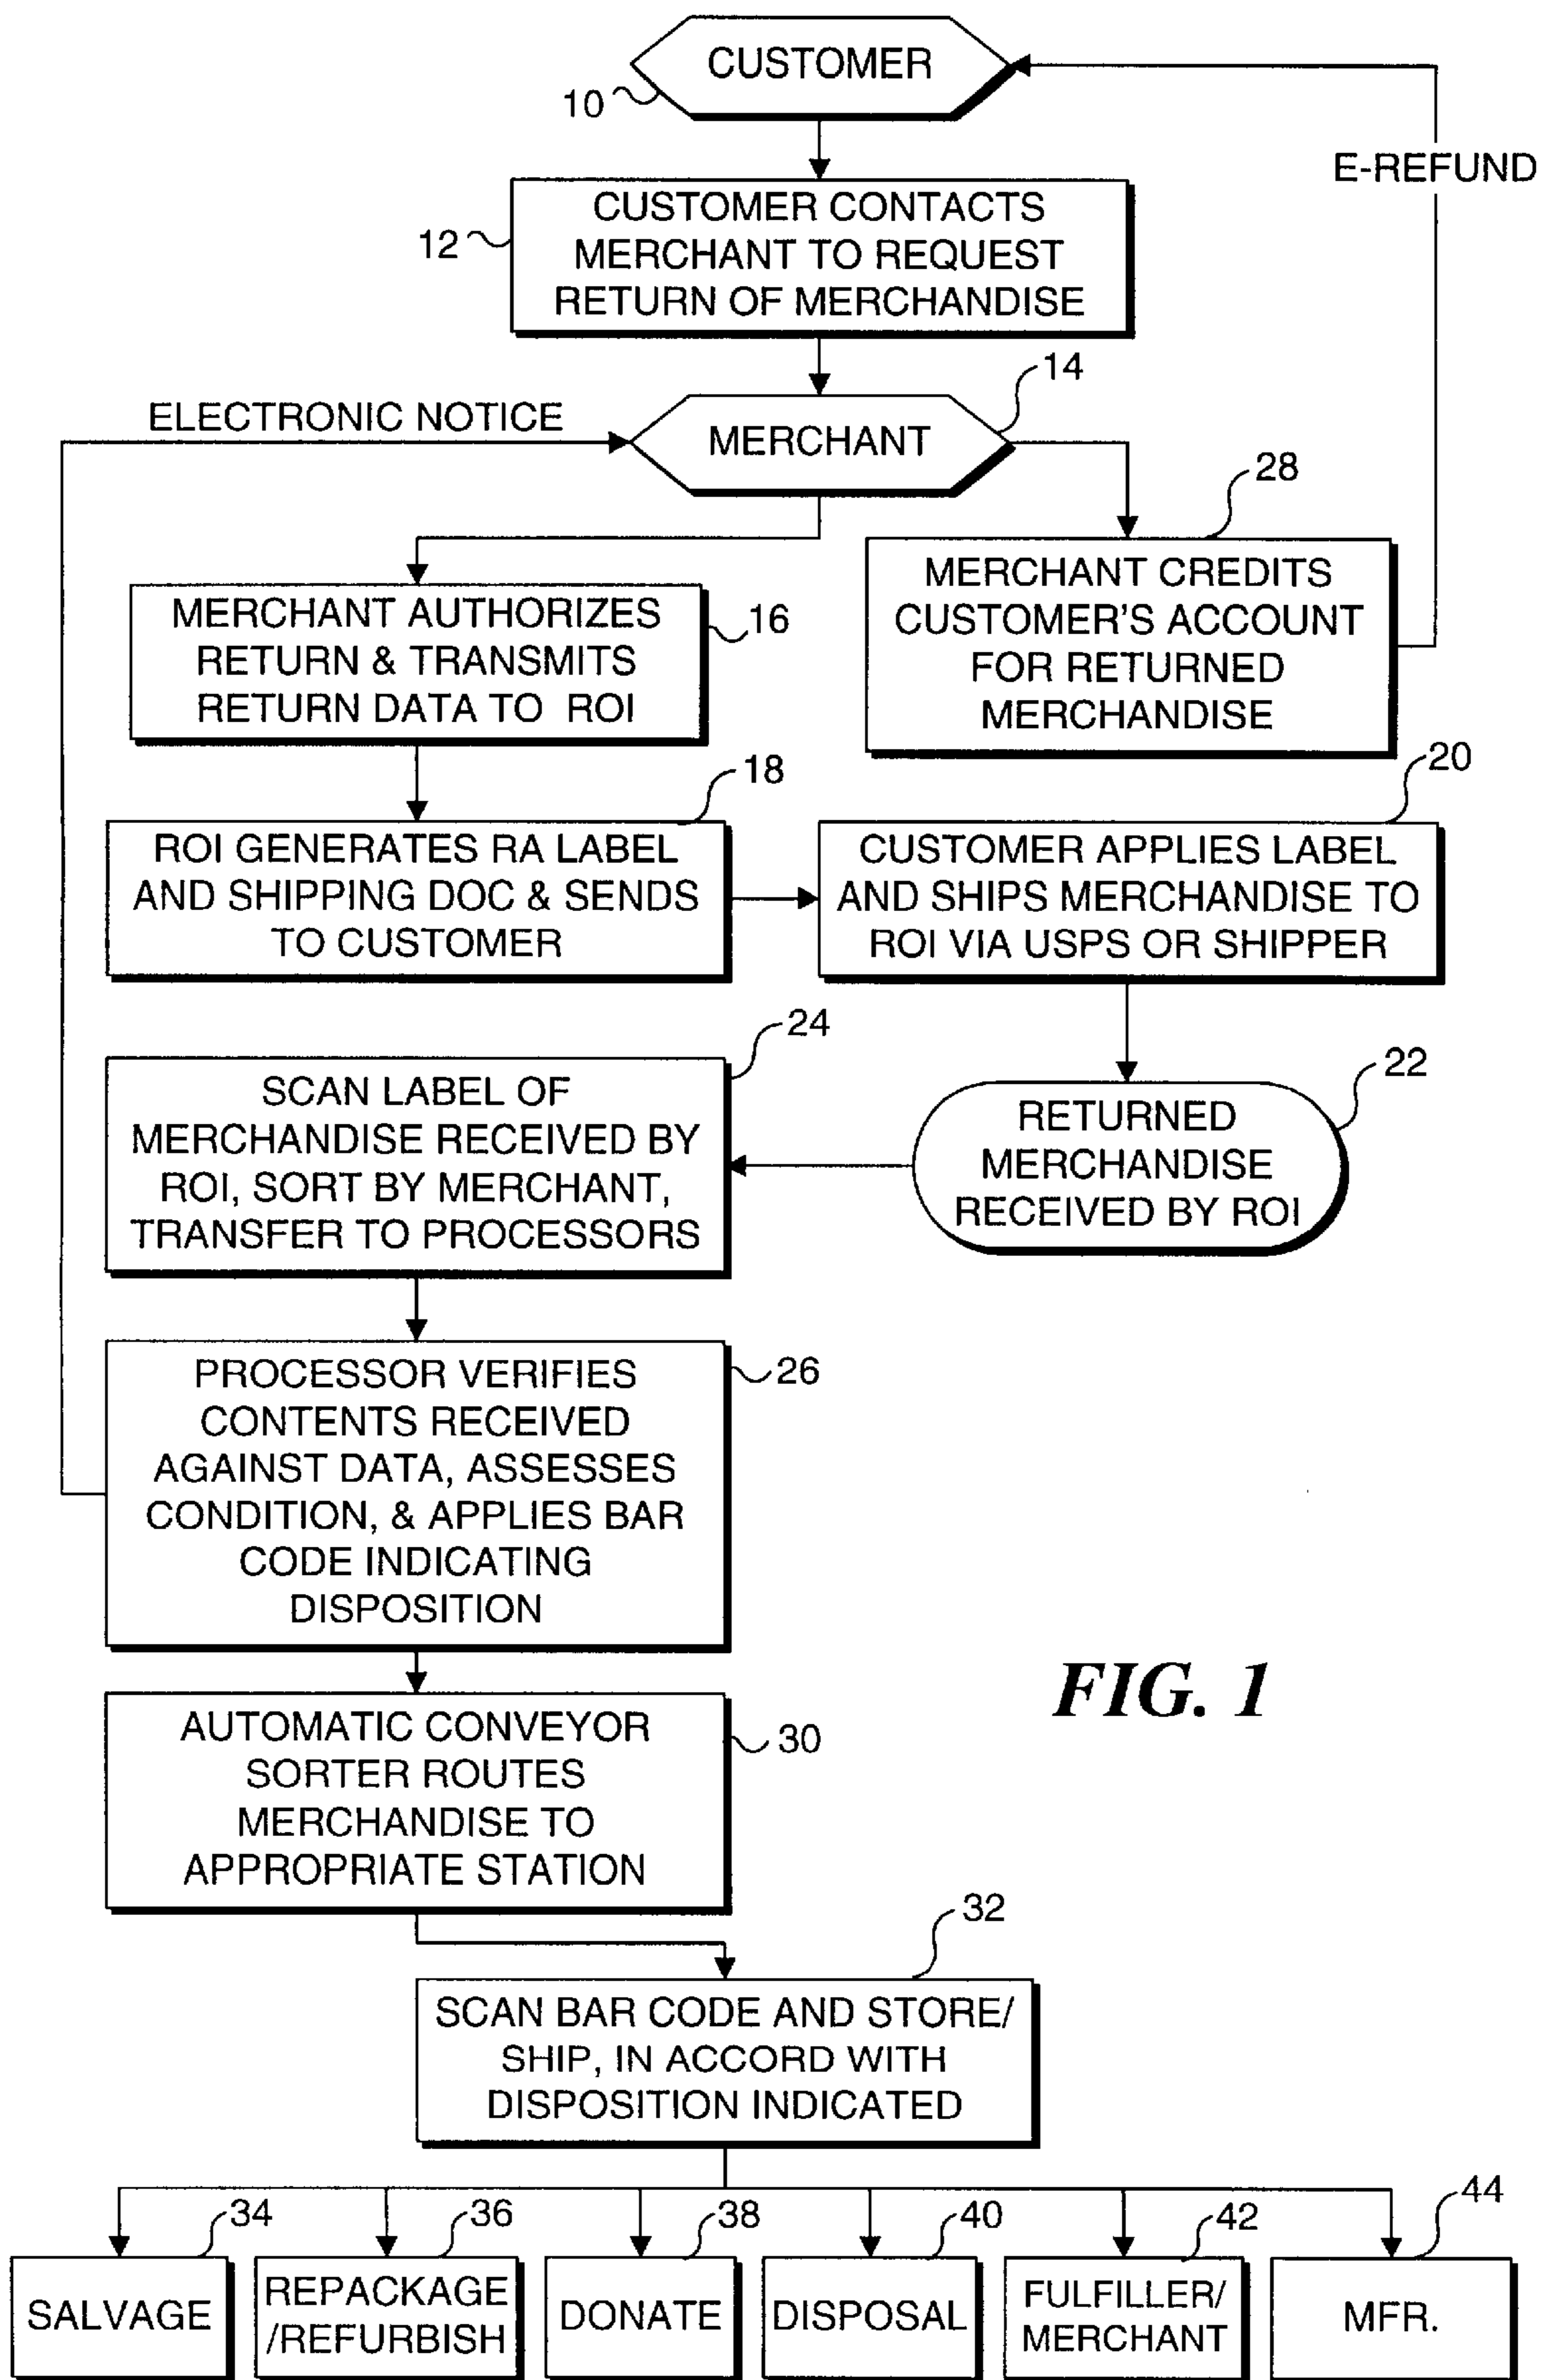 CUSTOMER
10
E-REFUND
CUSTOMER CONTACTS
MERCHANT TO REQUEST
RETURN OF MERCHANDISE
12
14
ELECTRONIC NOTICE
MERCHANT
28
MERCHANT CREDITS
CUSTOMER'S ACCOUNT
FOR RETURNED
MERCHANDISE
MERCHANT AUTHORIZES
RETURN & TRANSMITS
RETURN DATA TO ROI
16
18
ROI GENERATES RA LABEL
AND SHIPPING DOC & SENDS
TO CUSTOMER
20
CUSTOMER APPLIES LABEL
AND SHIPS MERCHANDISE TO
ROI VIA USPS OR SHIPPER
22
RETURNED
MERCHANDISE
RECEIVED BY ROI
24
SCAN LABEL OF
MERCHANDISE RECEIVED BY
ROI, SORT BY MERCHANT,
TRANSFER TO PROCESSORS
26
PROCESSOR VERIFIES
CONTENTS RECEIVED
AGAINST DATA, ASSESSES
CONDITION, & APPLIES BAR
CODE INDICATING
DISPOSITION
FIG. 1
AUTOMATIC CONVEYOR
SORTER ROUTES
MERCHANDISE TO
APPROPRIATE STATION
30
32
SCAN BAR CODE AND STORE/
SHIP, IN ACCORD WITH
DISPOSITION INDICATED
34
SALVAGE
36
REPACKAGE
/REFURBISH
38
DONATE
40
DISPOSAL
42
FULFILLER/
MERCHANT
44
MFR.